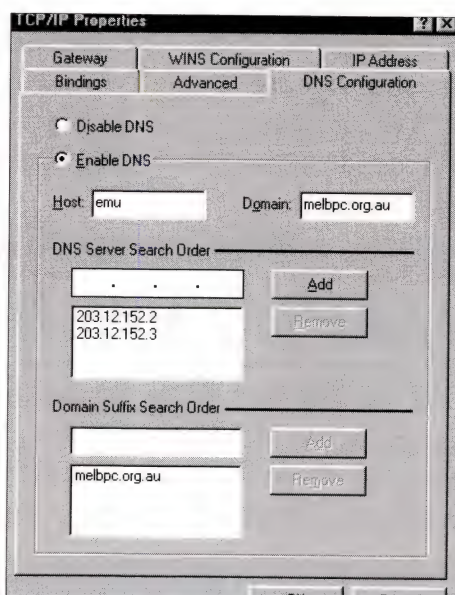 TCP/IP Properties
Gateway WINS Configuration IP Address
Bindings Advanced DNS Configuration
Disable DNS
Enable DNS
Host: emu Domain: melbpc.org.au
DNS Server Search Order
. . . Add
203.12.152.2 Remove
203.12.152.3
Domain Suffix Search Order
Add
melbpc.org.au Remove